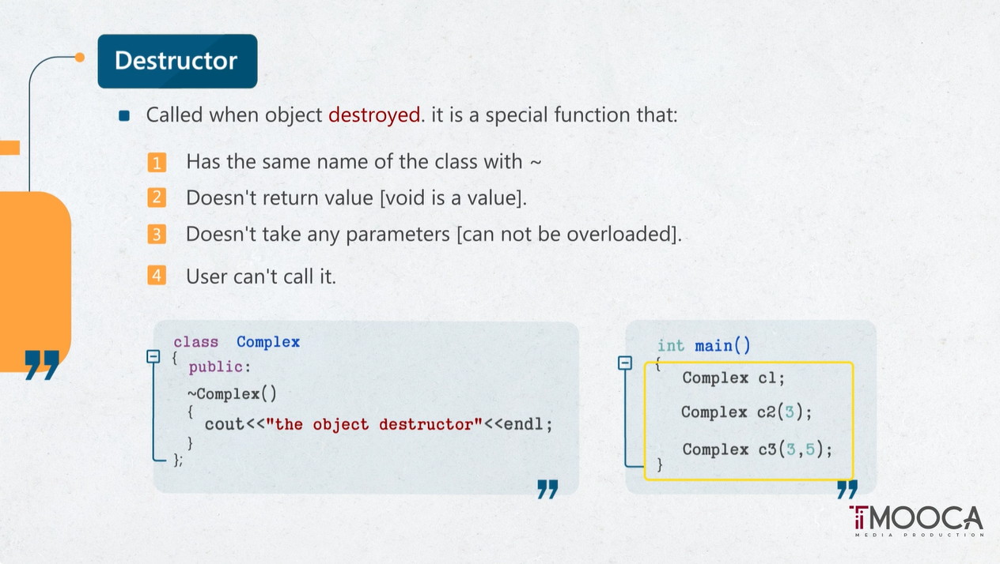 Destructor
Called when object destroyed. it is a special function that:
1 Has the same name of the class with ~
2 Doesn't return value [void is a value].
3 Doesn't take any parameters [can not be overloaded].
4 User can't call it.
class Complex
{
public:
~Complex()
{
cout<<"the object destructor"<<endl;
}
};
int main()
{
Complex c1;
Complex c2(3);
Complex c3(3,5);
}
TMOOCA
MEDIA PRODUCTION